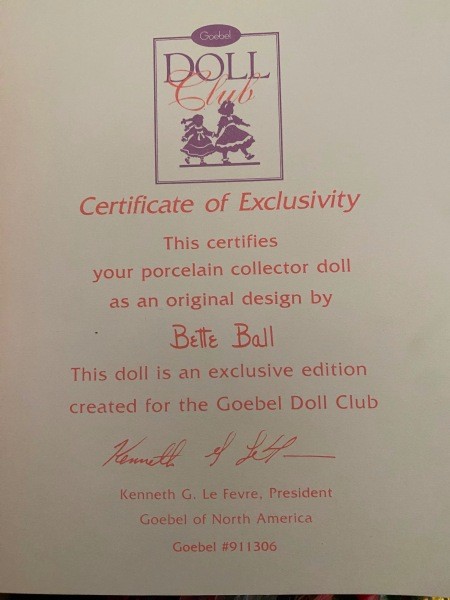 Goebel
DOLL
Club
Certificate of Exclusivity
This certifies
your porcelain collector doll
as an original design by
Bette Ball
This doll is an exclusive edition
created for the Goebel Doll Club
Kenneth G Le F
Kenneth G. Le Fevre, President
Goebel of North America
Goebel #911306